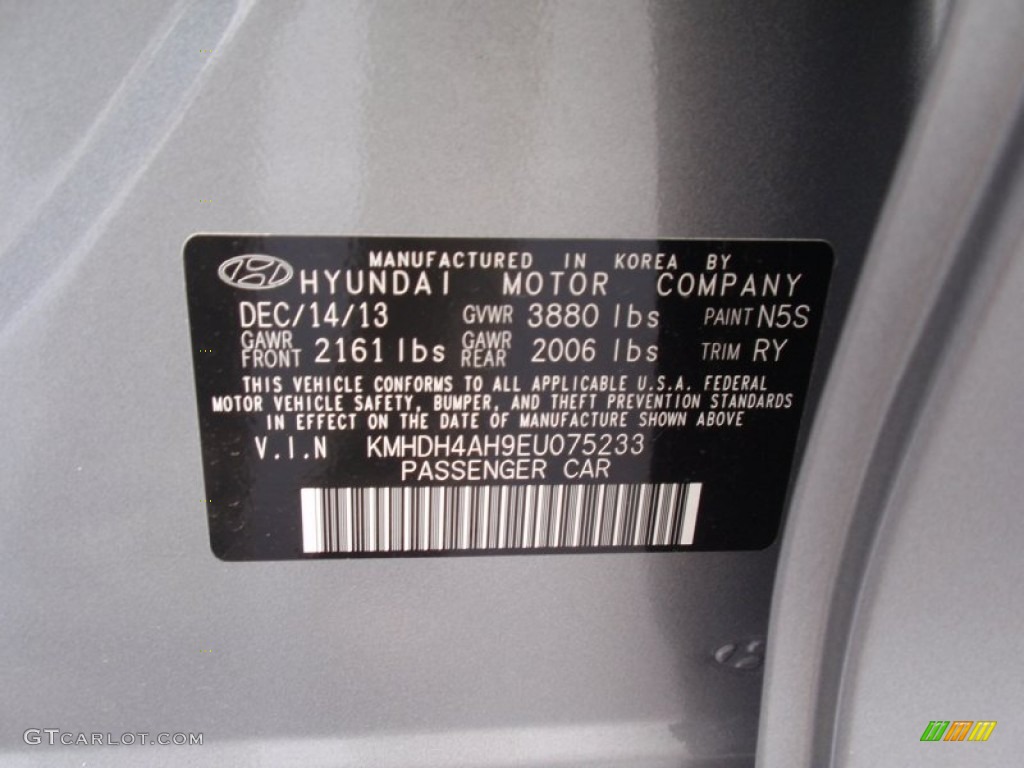 MANUFACTURED IN KOREA BY
HYUNDAI MOTOR COMPANY
DEC/14/13 GVWR 3880 lbs PAINT N5S
GAWR FRONT 2161 lbs GAWR REAR 2006 lbs TRIM RY
THIS VEHICLE CONFORMS TO ALL APPLICABLE U.S.A. FEDERAL
MOTOR VEHICLE SAFETY, BUMPER, AND THEFT PREVENTION STANDARDS
IN EFFECT ON THE DATE OF MANUFACTURE SHOWN ABOVE
V.I.N KMHDH4AH9EU075233
PASSENGER CAR
GTCARLOT.COM